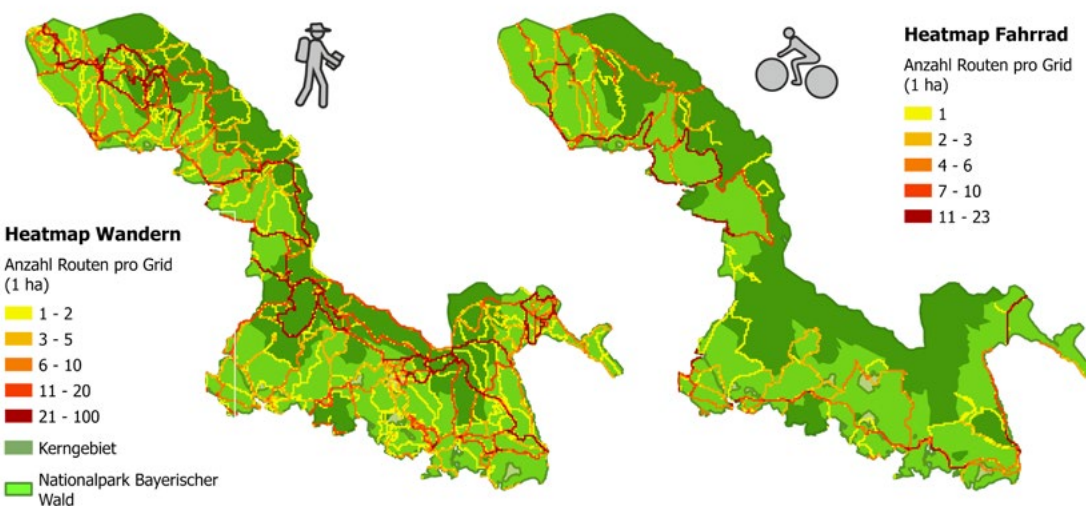 Heatmap Wandern
Anzahl Routen pro Grid
(1 ha)
1 - 2
3 - 5
6 - 10
11 - 20
21 - 100
Kerngebiet
Nationalpark Bayerischer
Wald
Heatmap Fahrrad
Anzahl Routen pro Grid
(1 ha)
1
2 - 3
4 - 6
7 - 10
11 - 23